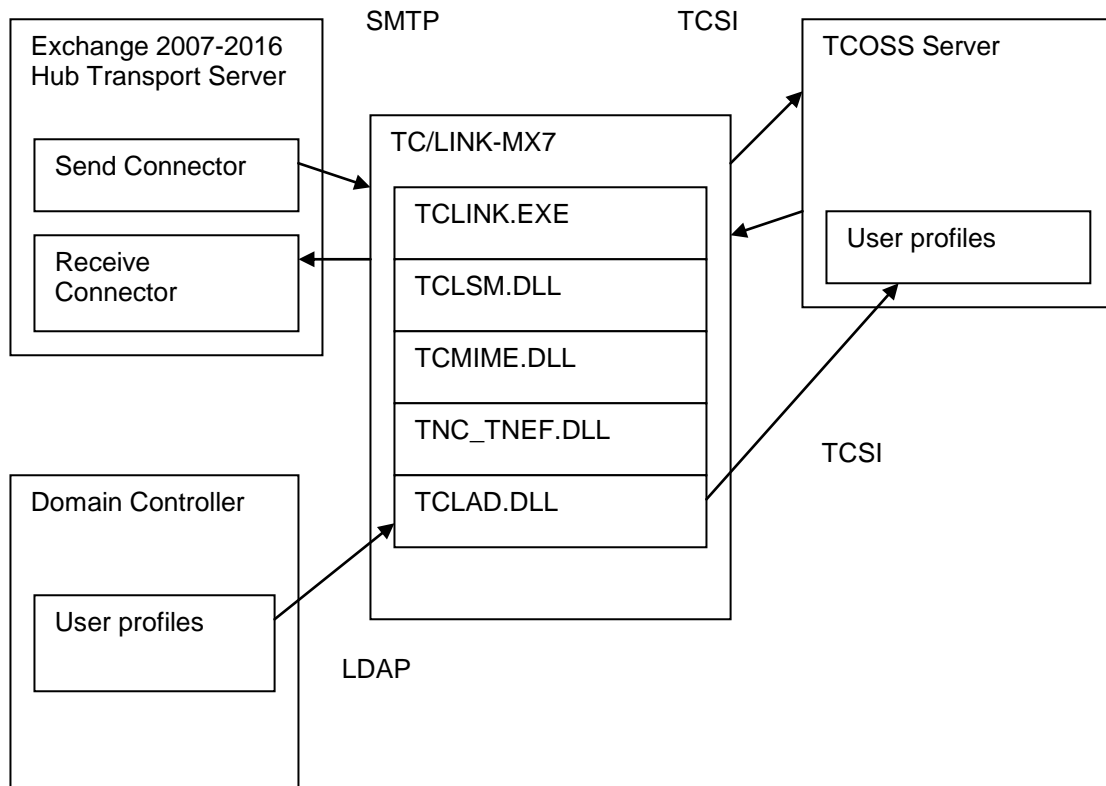 SMTP
TCSI
Exchange 2007-2016
Hub Transport Server
Send Connector
Receive
Connector
TC/LINK-MX7
TCLINK.EXE
TCLSM.DLL
TCMIME.DLL
TNC_TNEF.DLL
TCLAD.DLL
TCOSS Server
User profiles
TCSI
Domain Controller
User profiles
LDAP